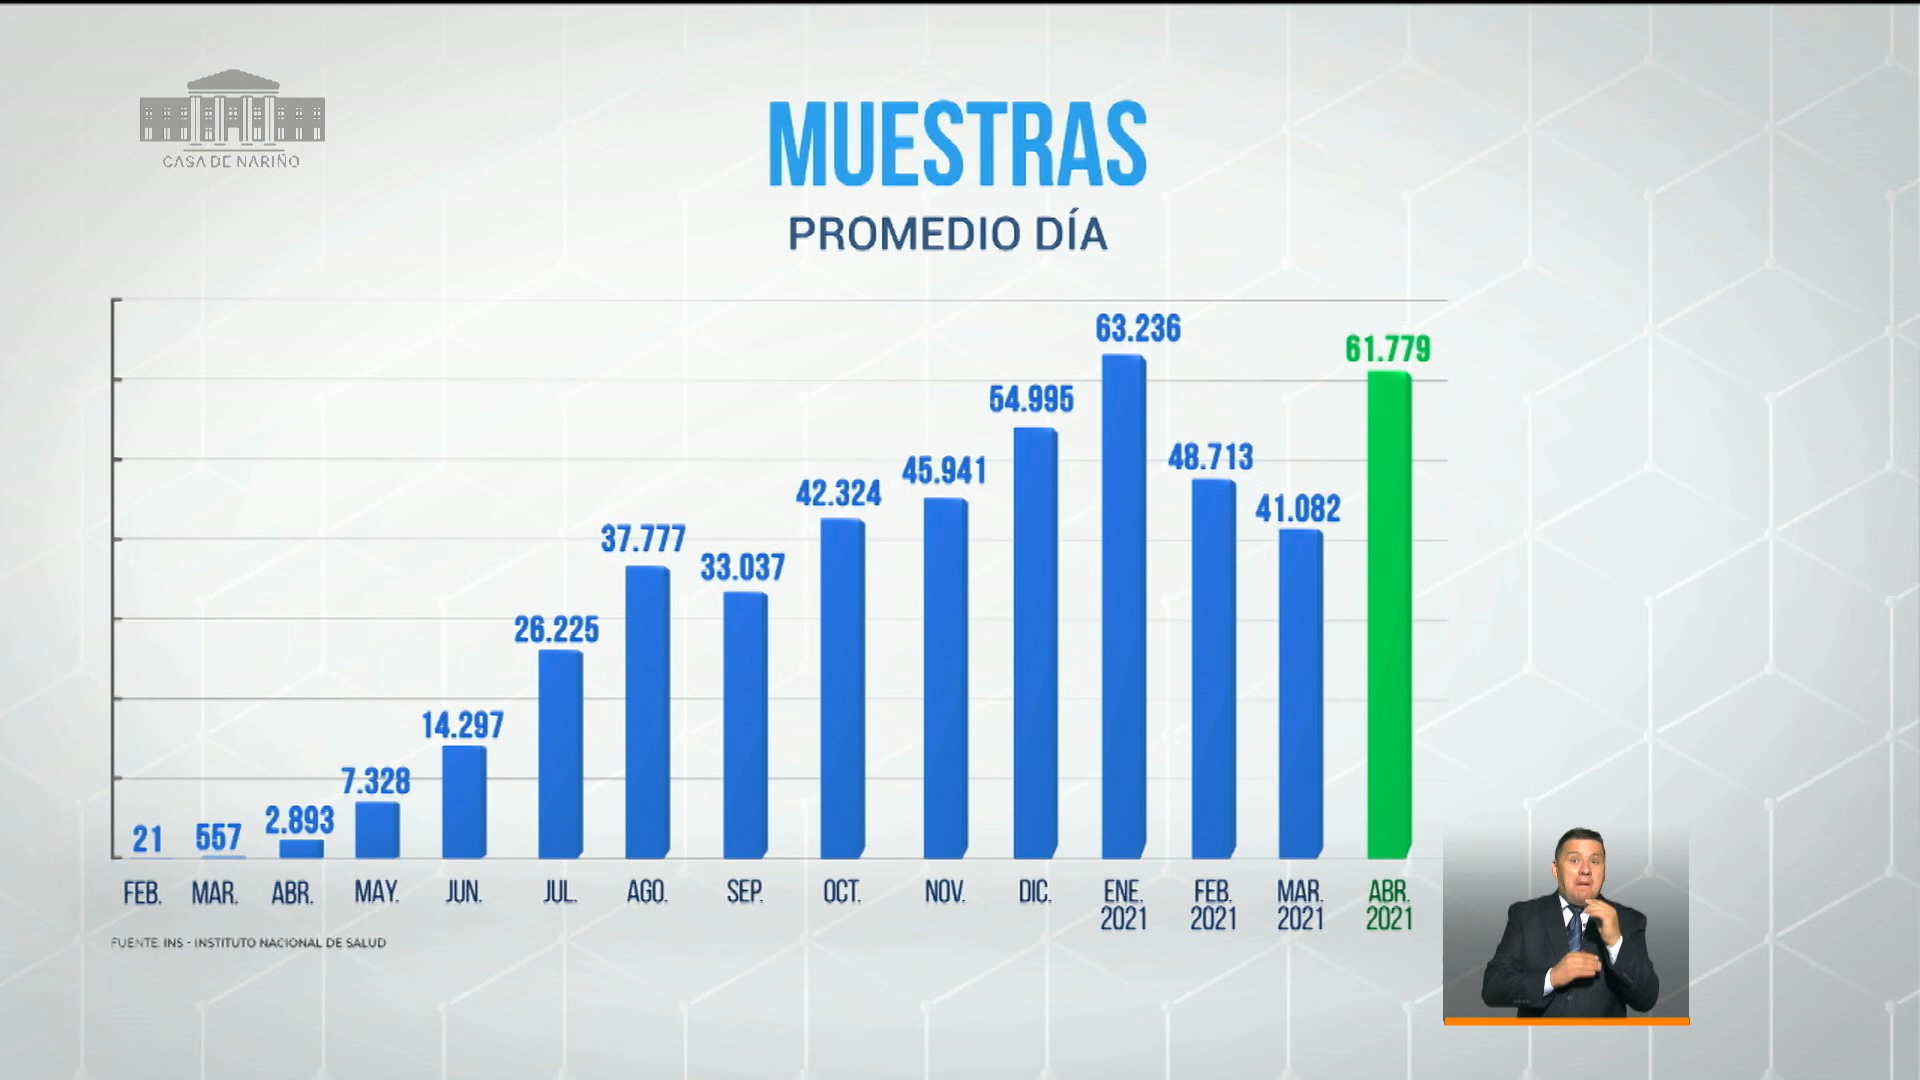 CASA DE NARIÑO
MUESTRAS
PROMEDIO DÍA
63.236
61.779
54.995
48.713
45.941
42.324
41.082
37.777
33.037
26.225
14.297
7.328
2.893
557
21
FEB. MAR. ABR. MAY. JUN. JUL. AGO. SEP. OCT. NOV. DIC. ENE. FEB. MAR. ABR.
2021 2021 2021 2021
FUENTE: INS - INSTITUTO NACIONAL DE SALUD